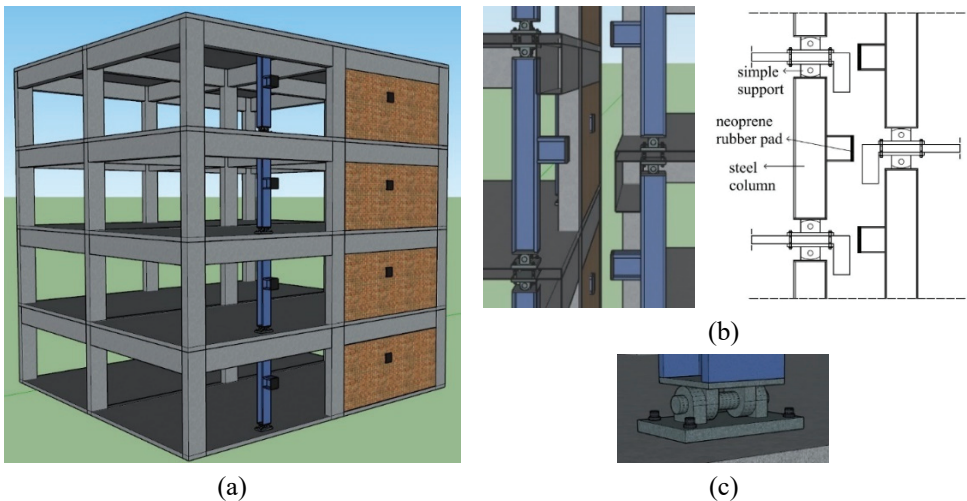 simple
support
neoprene
rubber pad
steel
column
(b)
(a)
(c)